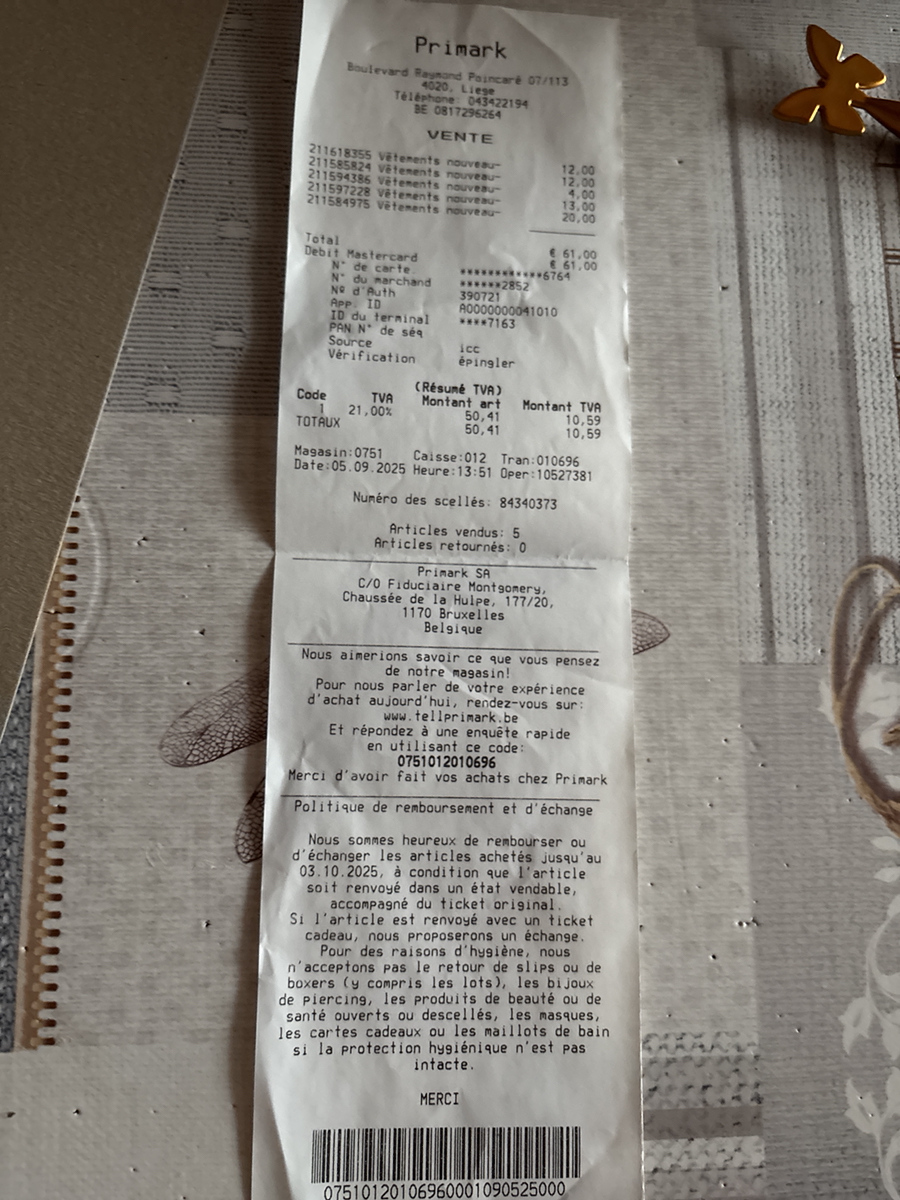 Primark
Boulevard Raymond Poincaré 07/113
4020, Liege
Téléphone: 043422194
BE 0817296264
VENTE
211618355 Vêtements nouveau- 12,00
211585824 Vêtements nouveau- 12,00
211594386 Vêtements nouveau- 4,00
211597228 Vêtements nouveau- 13,00
211584975 Vêtements nouveau- 20,00
Total € 61,00
Debit Mastercard € 61,00
N° de carte ************6764
N° du marchand ******2852
Nº d'Auth 390721
App. ID A0000000041010
ID du terminal ****7163
PAN N° de séq
Source icc
Vérification épingler
(Résumé TVA)
Code TVA Montant art Montant TVA
1 21,00% 50,41 10,59
TOTAUX 50,41 10,59
Magasin:0751 Caisse:012 Tran:010696
Date:05.09.2025 Heure:13:51 Oper:10527381
Numéro des scellés: 84340373
Articles vendus: 5
Articles retournés: 0
Primark SA
C/O Fiduciaire Montgomery,
Chaussée de la Hulpe, 177/20,
1170 Bruxelles
Belgique
Nous aimerions savoir ce que vous pensez
de notre magasin!
Pour nous parler de votre expérience
d'achat aujourd'hui, rendez-vous sur:
www.tellprimark.be
Et répondez à une enquête rapide
en utilisant ce code:
0751012010696
Merci d'avoir fait vos achats chez Primark
Politique de remboursement et d'échange
Nous sommes heureux de rembourser ou
d'échanger les articles achetés jusqu'au
03.10.2025, à condition que l'article
soit renvoyé dans un état vendable,
accompagné du ticket original.
Si l'article est renvoyé avec un ticket
cadeau, nous proposerons un échange.
Pour des raisons d'hygiène, nous
n'acceptons pas le retour de slips ou de
boxers (y compris les lots), les bijoux
de piercing, les produits de beauté ou de
santé ouverts ou descellés, les masques,
les cartes cadeaux ou les maillots de bain
si la protection hygiénique n'est pas
intacte.
MERCI
07510120106960001090525000